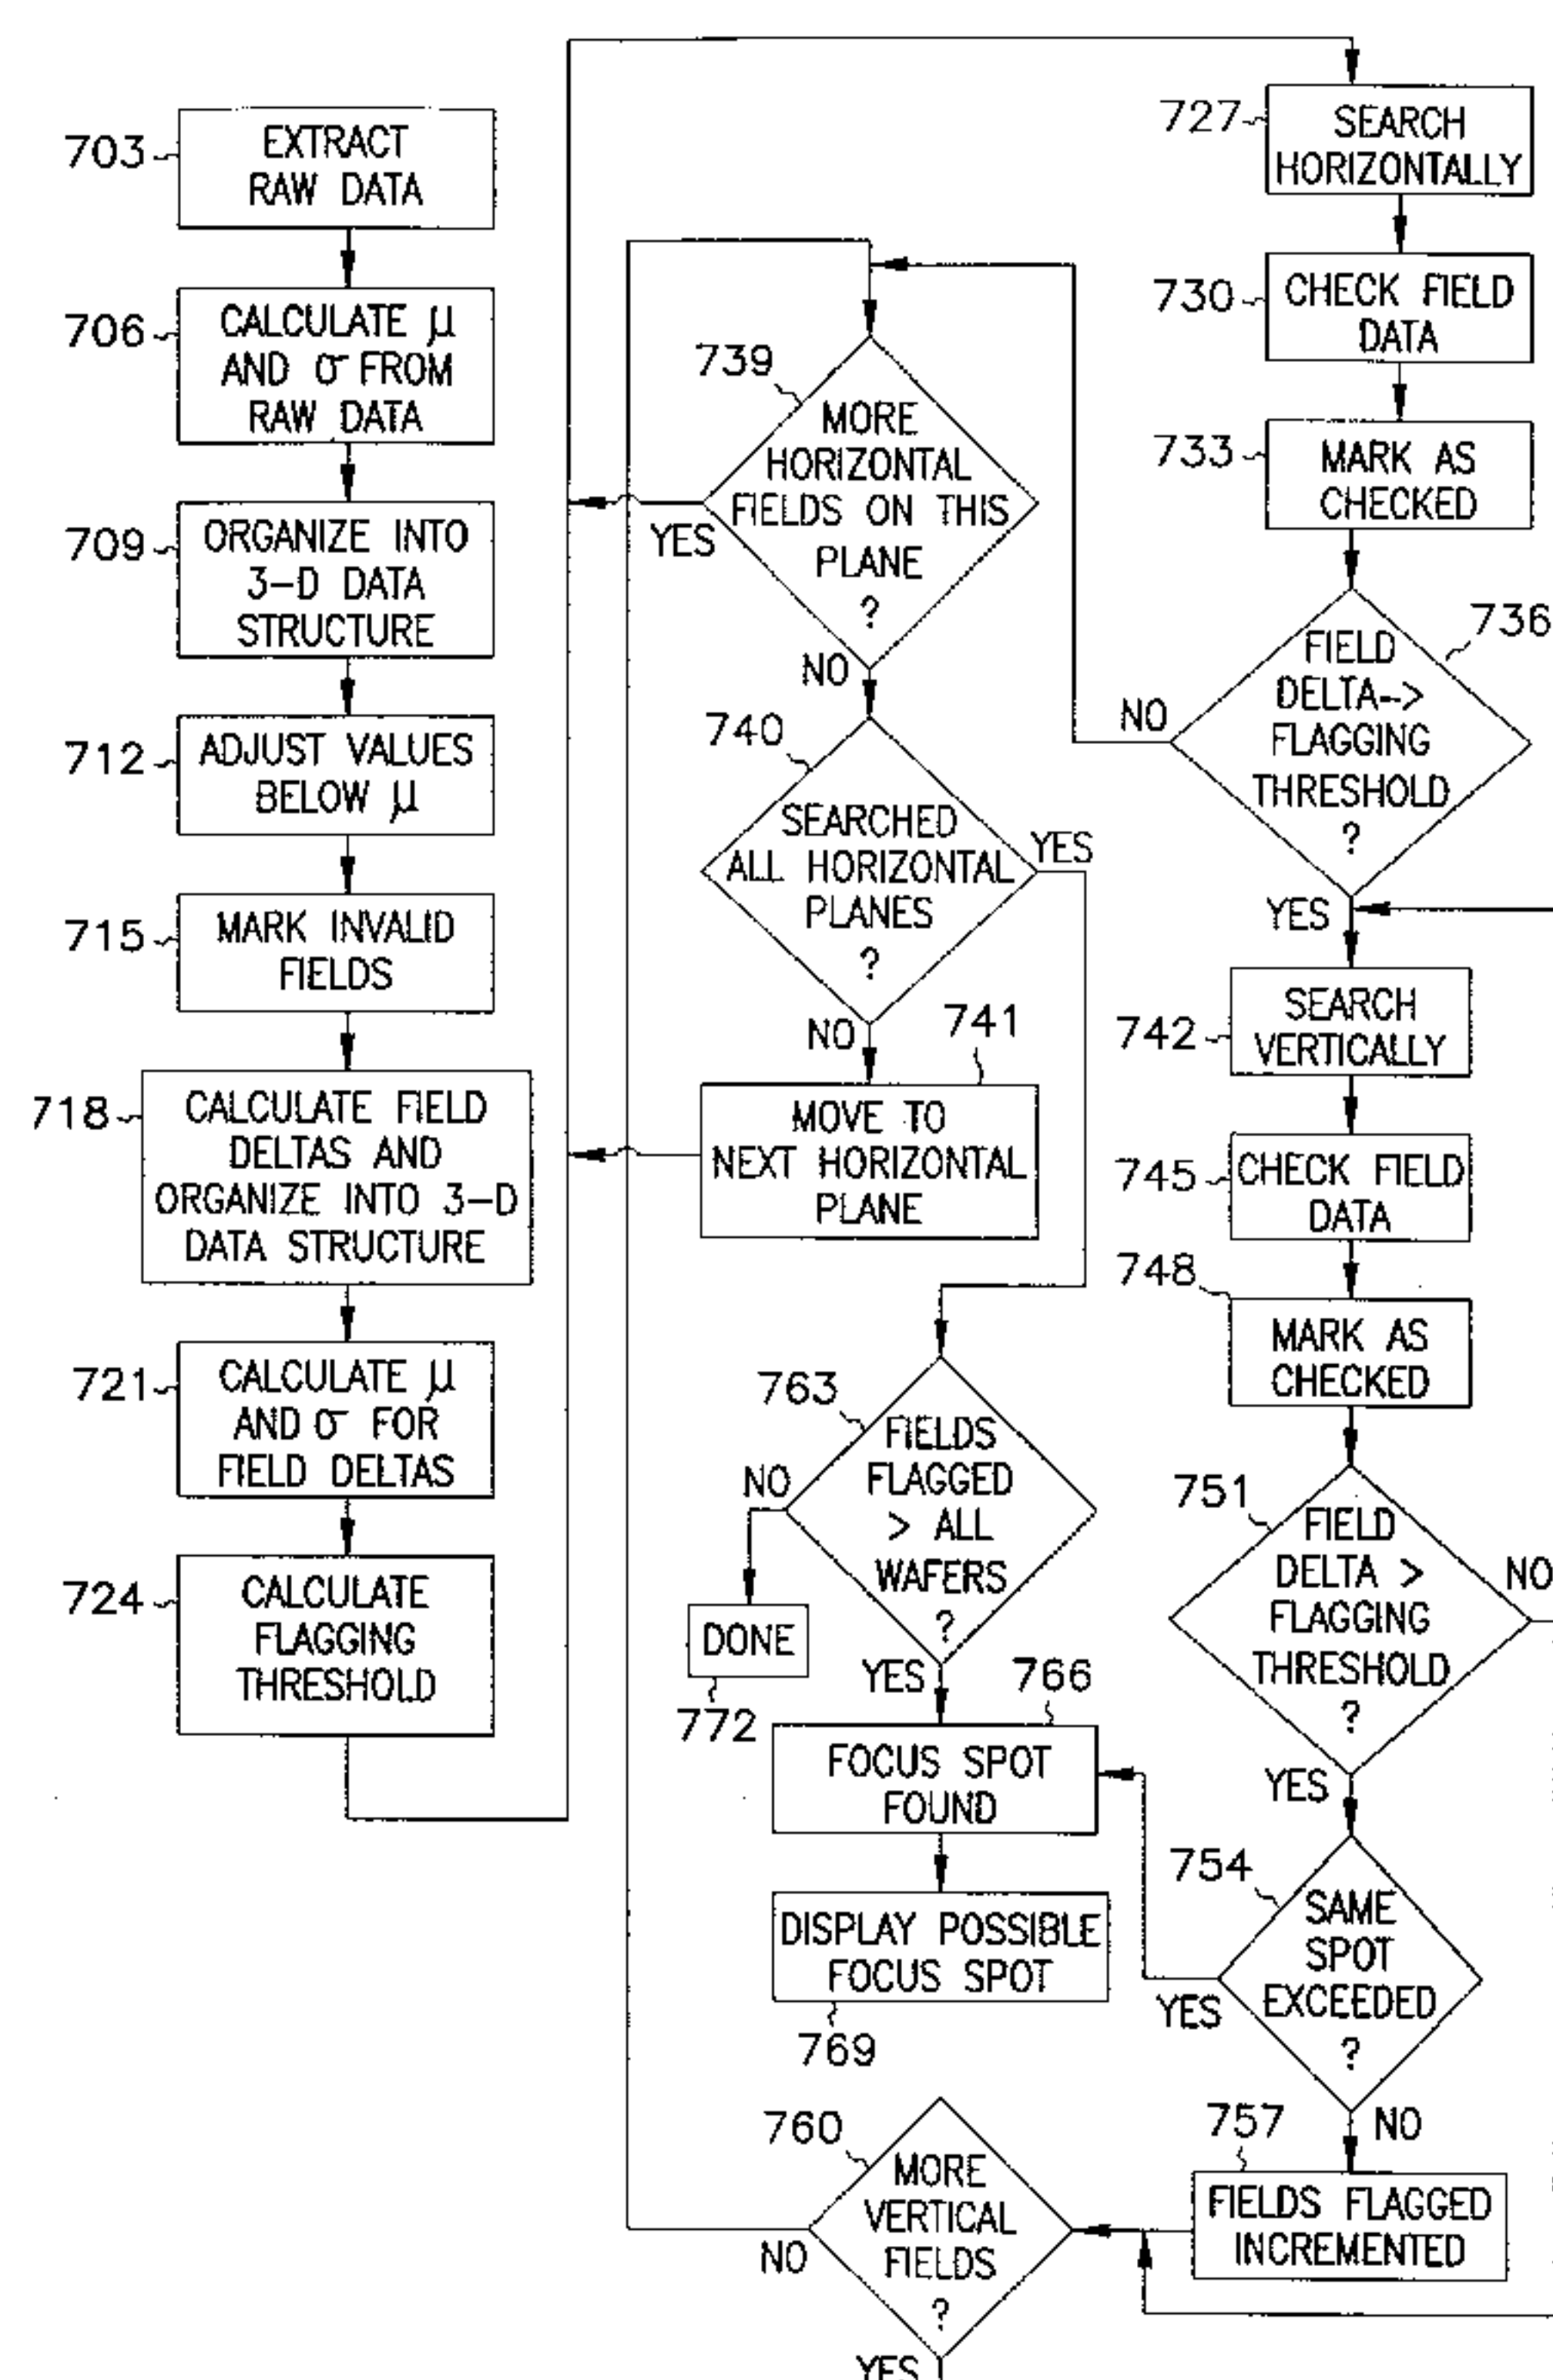 703
EXTRACT
RAW DATA
706
CALCULATE μ
AND σ FROM
RAW DATA
709
ORGANIZE INTO
3-D DATA
STRUCTURE
712
ADJUST VALUES
BELOW μ
715
MARK INVALID
FIELDS
718
CALCULATE FIELD
DELTAS AND
ORGANIZE INTO 3-D
DATA STRUCTURE
721
CALCULATE μ
AND σ FOR
FIELD DELTAS
724
CALCULATE
FLAGGING
THRESHOLD
727
SEARCH
HORIZONTALLY
730
CHECK FIELD
DATA
733
MARK AS
CHECKED
736
FIELD
DELTA-->
FLAGGING
THRESHOLD
?
NO
YES
739
MORE
HORIZONTAL
FIELDS ON THIS
PLANE
?
YES
NO
740
SEARCHED
ALL HORIZONTAL
PLANES
?
YES
NO
741
MOVE TO
NEXT HORIZONTAL
PLANE
742
SEARCH
VERTICALLY
745
CHECK FIELD
DATA
748
MARK AS
CHECKED
751
FIELD
DELTA >
FLAGGING
THRESHOLD
?
NO
YES
754
SAME
SPOT
EXCEEDED
?
YES
NO
757
FIELDS FLAGGED
INCREMENTED
760
MORE
VERTICAL
FIELDS
?
NO
YES
763
FIELDS
FLAGGED
> ALL
WAFERS
?
NO
YES
DONE
772
766
FOCUS SPOT
FOUND
DISPLAY POSSIBLE
FOCUS SPOT
769